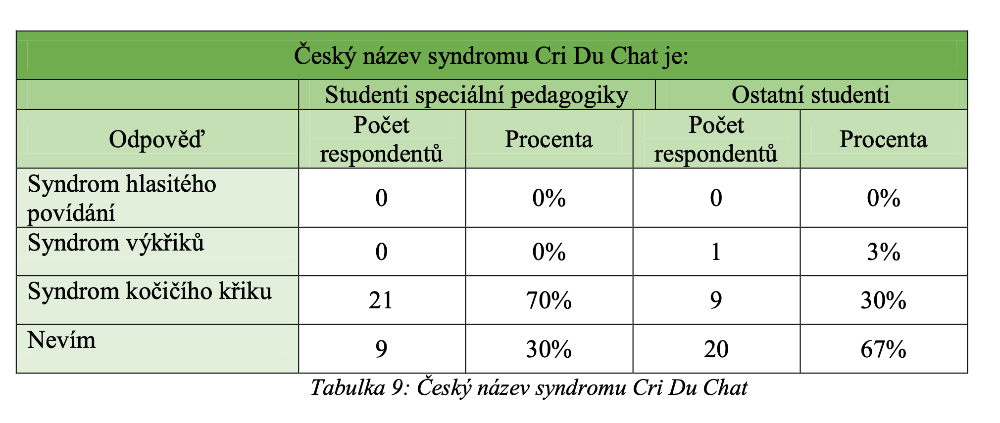 Český název syndromu Cri Du Chat je:
Studenti speciální pedagogiky Ostatní studenti
Odpověď Počet respondentů Procenta Počet respondentů Procenta
Syndrom hlasitého povídání 0 0% 0 0%
Syndrom výkřiků 0 0% 1 3%
Syndrom kočičího křiku 21 70% 9 30%
Nevím 9 30% 20 67%
Tabulka 9: Český název syndromu Cri Du Chat